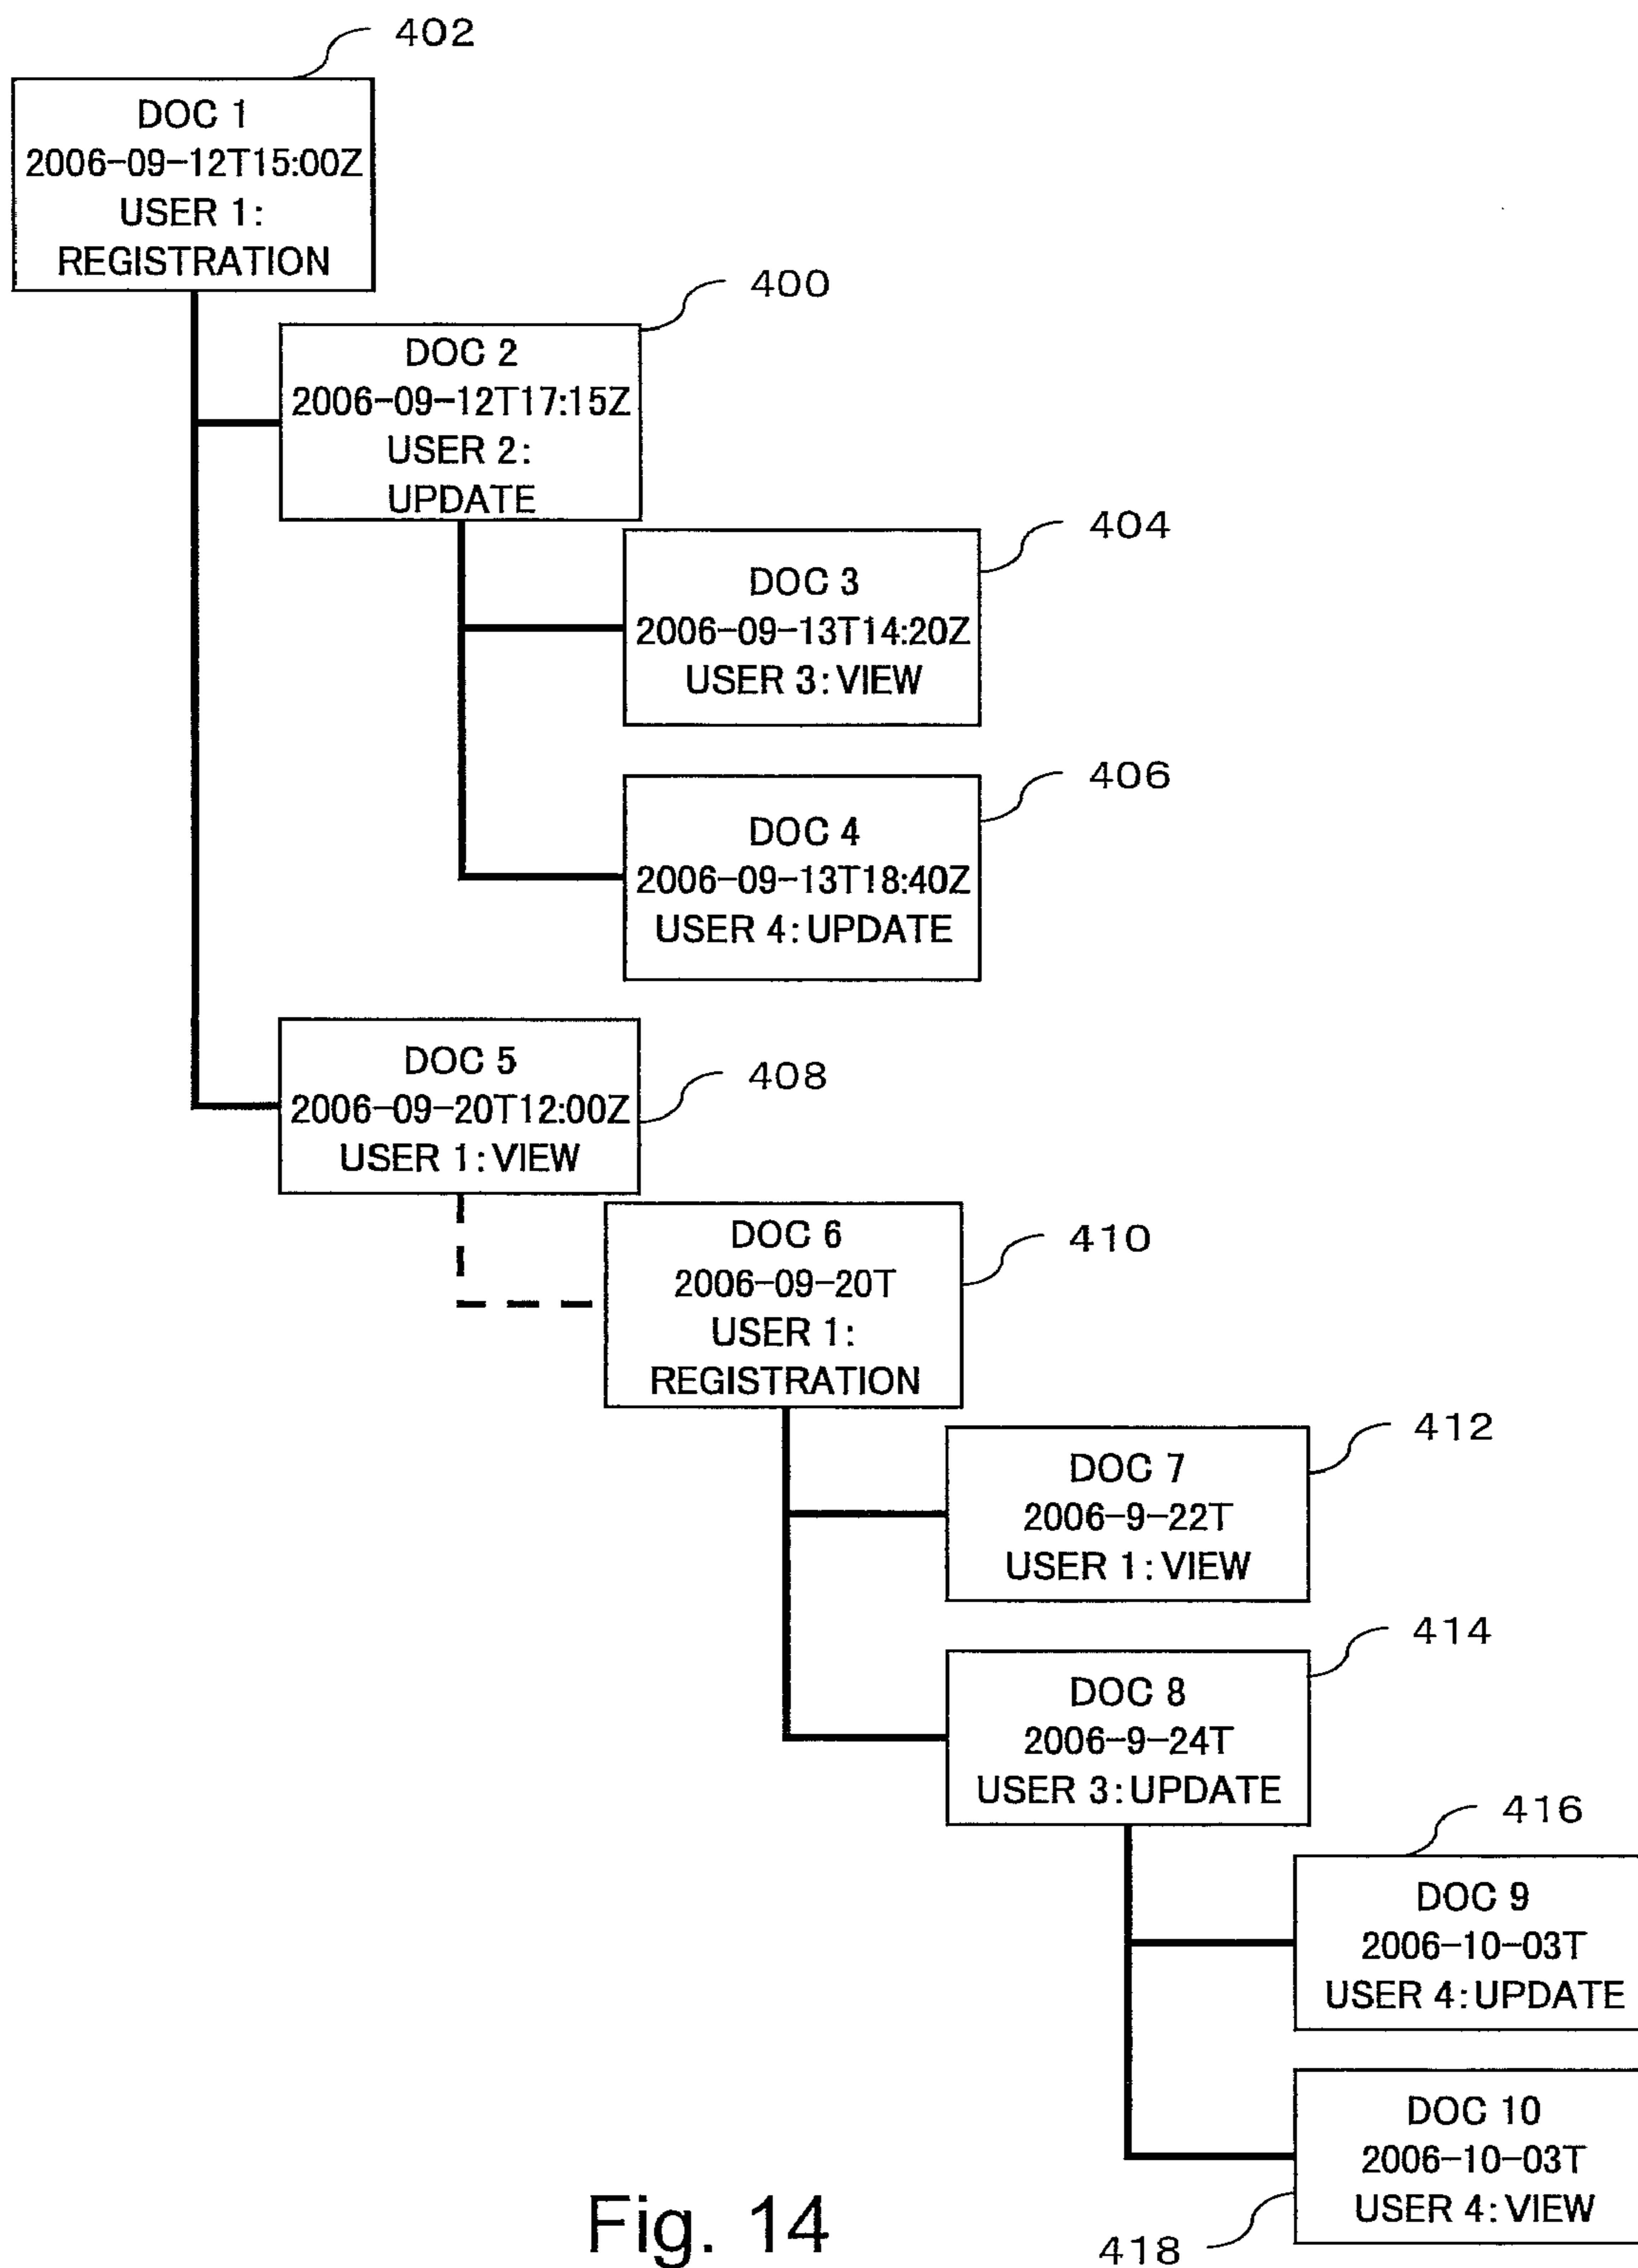 402
DOC 1
2006-09-12T15:00Z
USER 1:
REGISTRATION
400
DOC 2
2006-09-12T17:15Z
USER 2:
UPDATE
404
DOC 3
2006-09-13T14:20Z
USER 3:VIEW
406
DOC 4
2006-09-13T18:40Z
USER 4:UPDATE
DOC 5
2006-09-20T12:00Z
USER 1:VIEW
408
DOC 6
2006-09-20T
USER 1:
REGISTRATION
410
412
DOC 7
2006-9-22T
USER 1:VIEW
414
DOC 8
2006-9-24T
USER 3:UPDATE
416
DOC 9
2006-10-03T
USER 4:UPDATE
DOC 10
2006-10-03T
USER 4:VIEW
418
Fig. 14